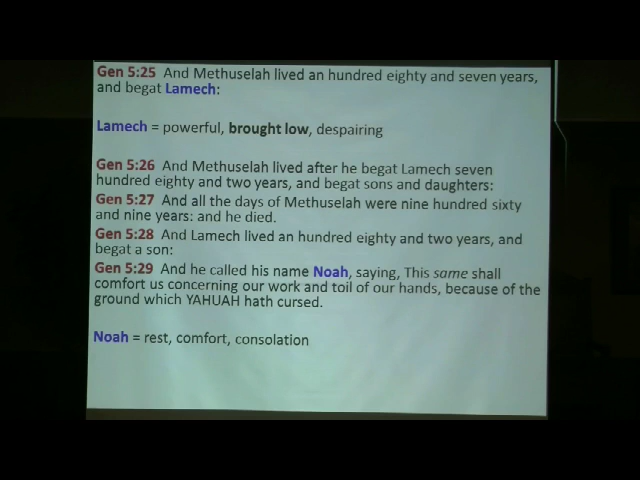 Gen 5:25 And Methuselah lived an hundred eighty and seven years,
and begat Lamech:
Lamech = powerful, brought low, despairing
Gen 5:26 And Methuselah lived after he begat Lamech seven
hundred eighty and two years, and begat sons and daughters:
Gen 5:27 And all the days of Methuselah were nine hundred sixty
and nine years: and he died.
Gen 5:28 And Lamech lived an hundred eighty and two years, and
begat a son:
Gen 5:29 And he called his name Noah, saying, This same shall
comfort us concerning our work and toil of our hands, because of the
ground which YAHUAH hath cursed.
Noah = rest, comfort, consolation